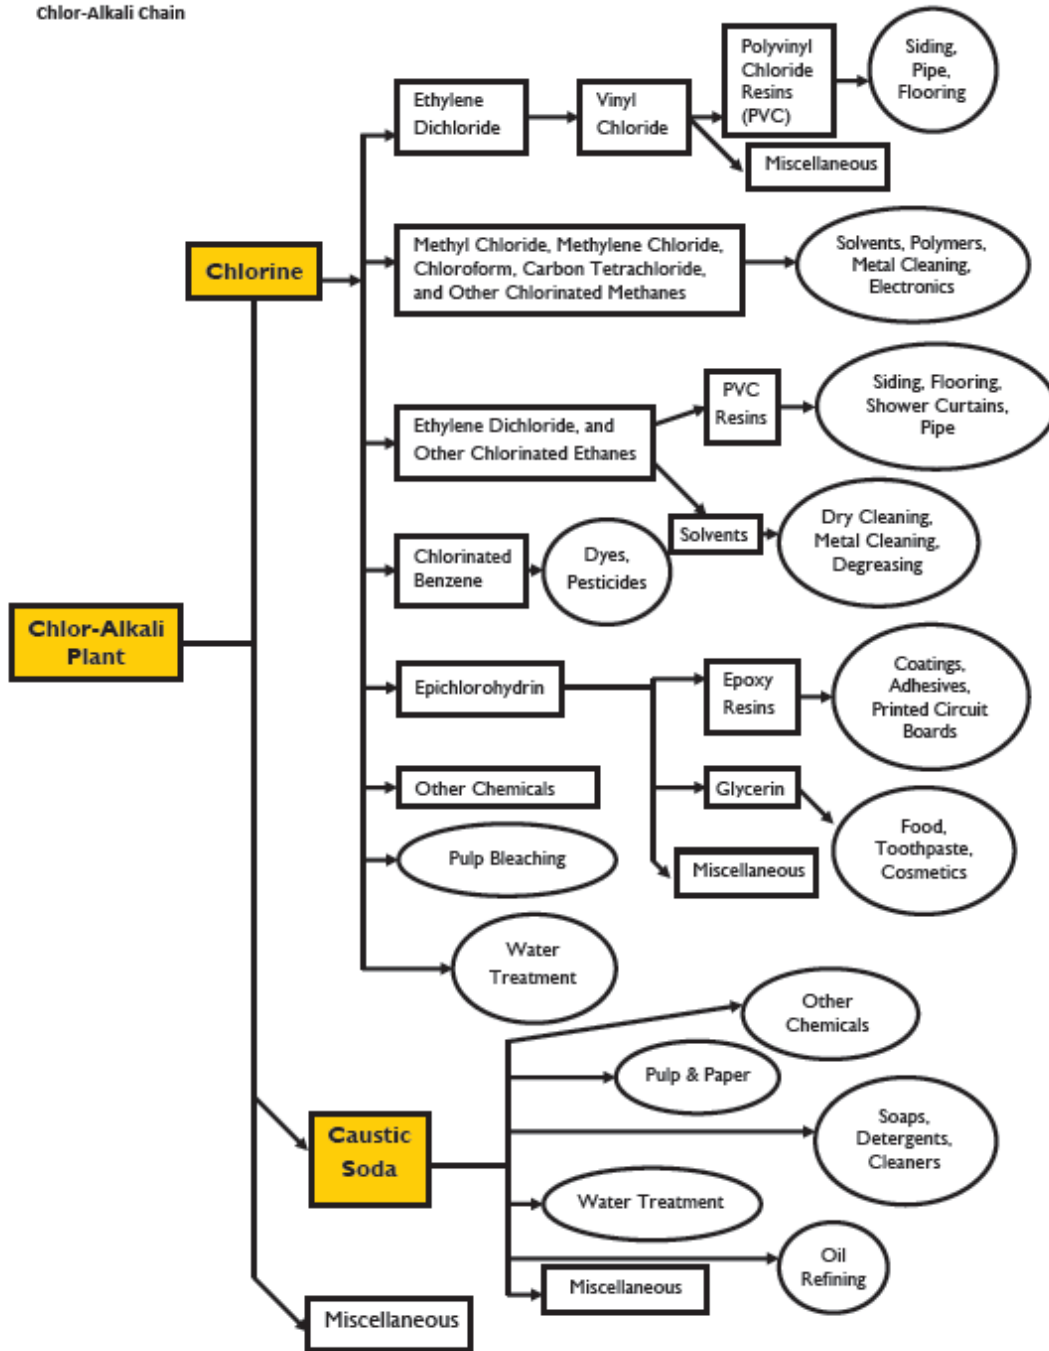 Chlor-Alkali Chain
Ethylene
Dichloride
Vinyl
Chloride
Polyvinyl
Chloride
Resins
(PVC)
Siding,
Pipe,
Flooring
Miscellaneous
Chlorine
Methyl Chloride, Methylene Chloride,
Chloroform, Carbon Tetrachloride,
and Other Chlorinated Methanes
Solvents, Polymers,
Metal Cleaning,
Electronics
Ethylene Dichloride, and
Other Chlorinated Ethanes
PVC
Resins
Siding, Flooring,
Shower Curtains,
Pipe
Solvents
Dry Cleaning,
Metal Cleaning,
Degreasing
Chlorinated
Benzene
Dyes,
Pesticides
Chlor-Alkali
Plant
Epichlorohydrin
Epoxy
Resins
Coatings,
Adhesives,
Printed Circuit
Boards
Other Chemicals
Glycerin
Food,
Toothpaste,
Cosmetics
Pulp Bleaching
Miscellaneous
Water
Treatment
Other
Chemicals
Pulp & Paper
Caustic
Soda
Soaps,
Detergents,
Cleaners
Water Treatment
Oil
Refining
Miscellaneous
Miscellaneous